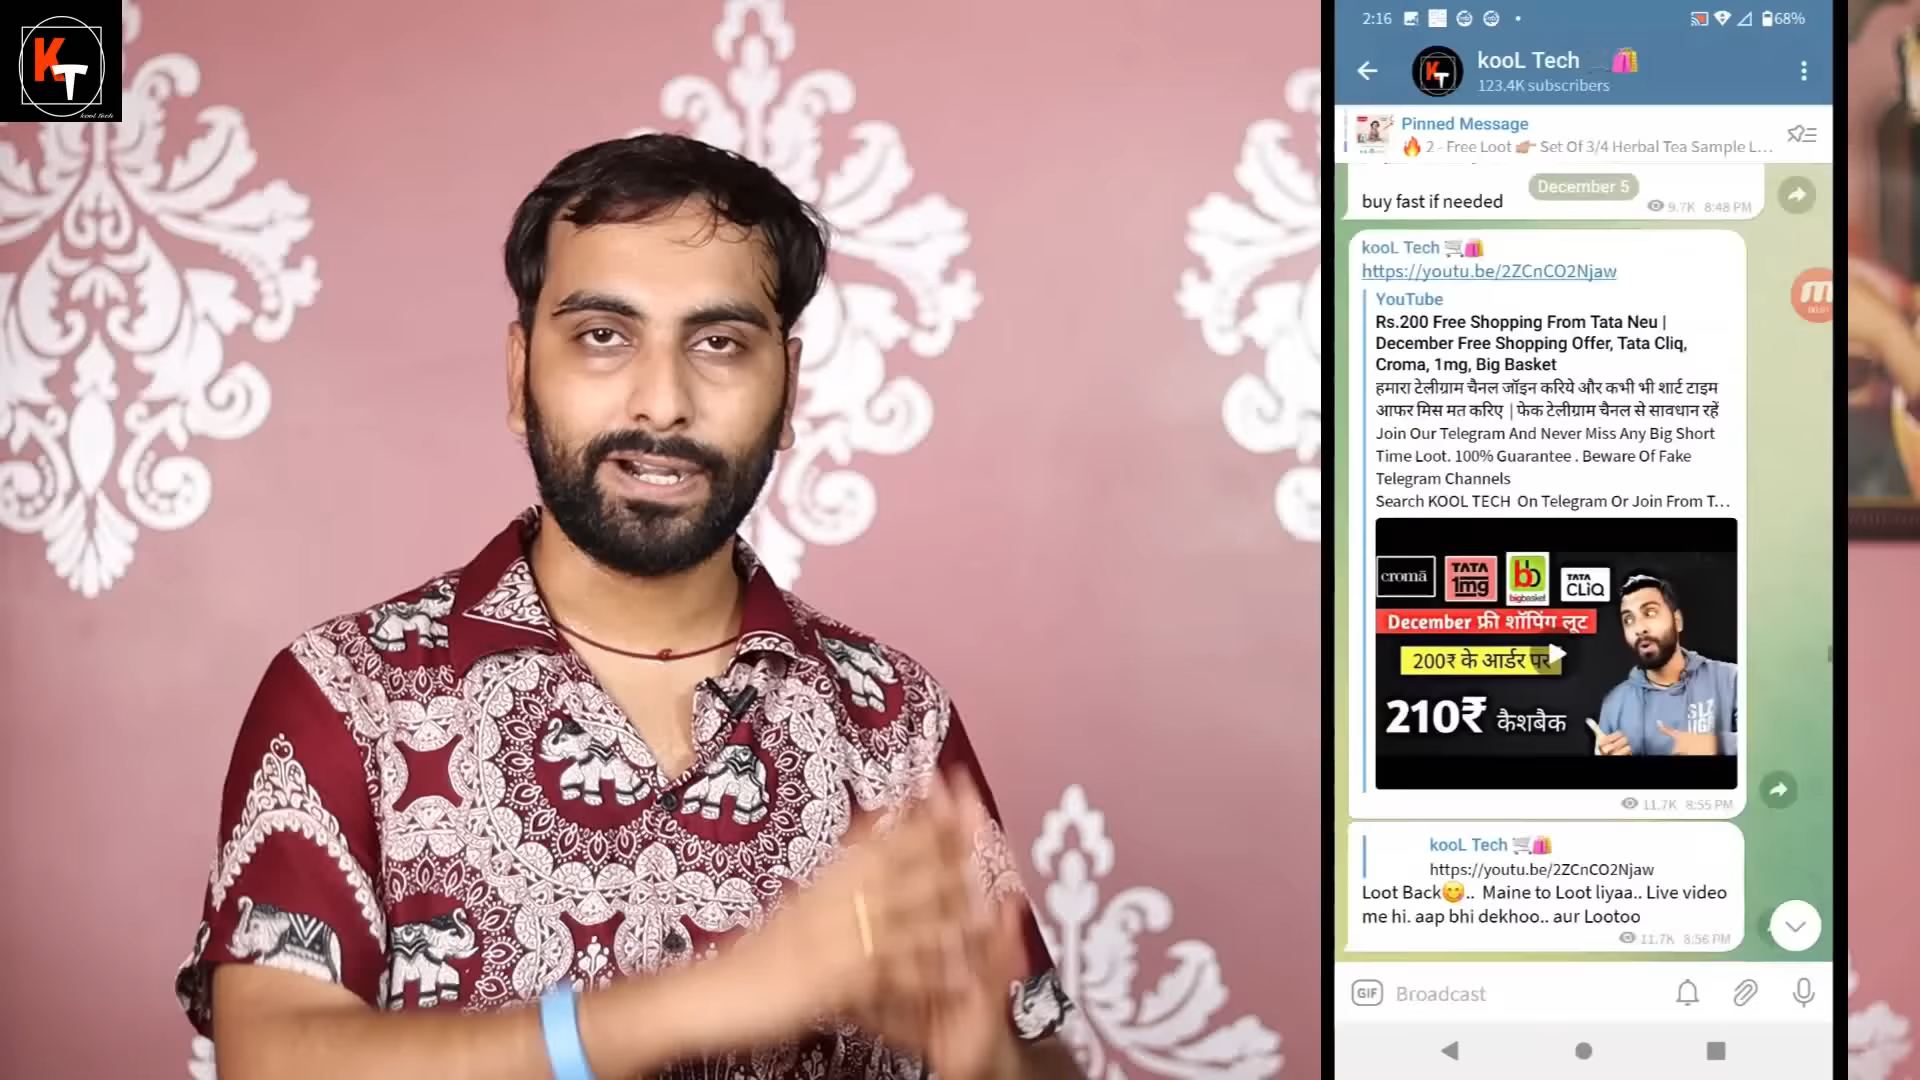 KT
kool tech
2:16
68%
kooL Tech
123.4K subscribers
Pinned Message
🔥 2 - Free Loot 👉🏼 Set Of 3/4 Herbal Tea Sample L...
December 5
buy fast if needed
9.7K 8:48 PM
kooL Tech 🛒🛍️
https://youtu.be/2ZCnCO2Njaw
YouTube
Rs.200 Free Shopping From Tata Neu |
December Free Shopping Offer, Tata Cliq,
Croma, 1mg, Big Basket
हमारा टेलीग्राम चैनल जॉइन करिये और कभी भी शार्ट टाइम
आफर मिस मत करिए | फेक टेलीग्राम चैनल से सावधान रहें
Join Our Telegram And Never Miss Any Big Short
Time Loot. 100% Guarantee . Beware Of Fake
Telegram Channels
Search KOOL TECH On Telegram Or Join From T...
cromā
TATA
1mg
bb
bigbasket
TATA
CLiQ
December फ्री शॉपिंग लूट
200₹ के आर्डर पर
210₹ कैशबैक
11.7K 8:55 PM
kooL Tech 🛒🛍️
https://youtu.be/2ZCnCO2Njaw
Loot Back😋.. Maine to Loot liyaa.. Live video
me hi. aap bhi dekhoo.. aur Lootoo
11.7K 8:56 PM
GIF
Broadcast